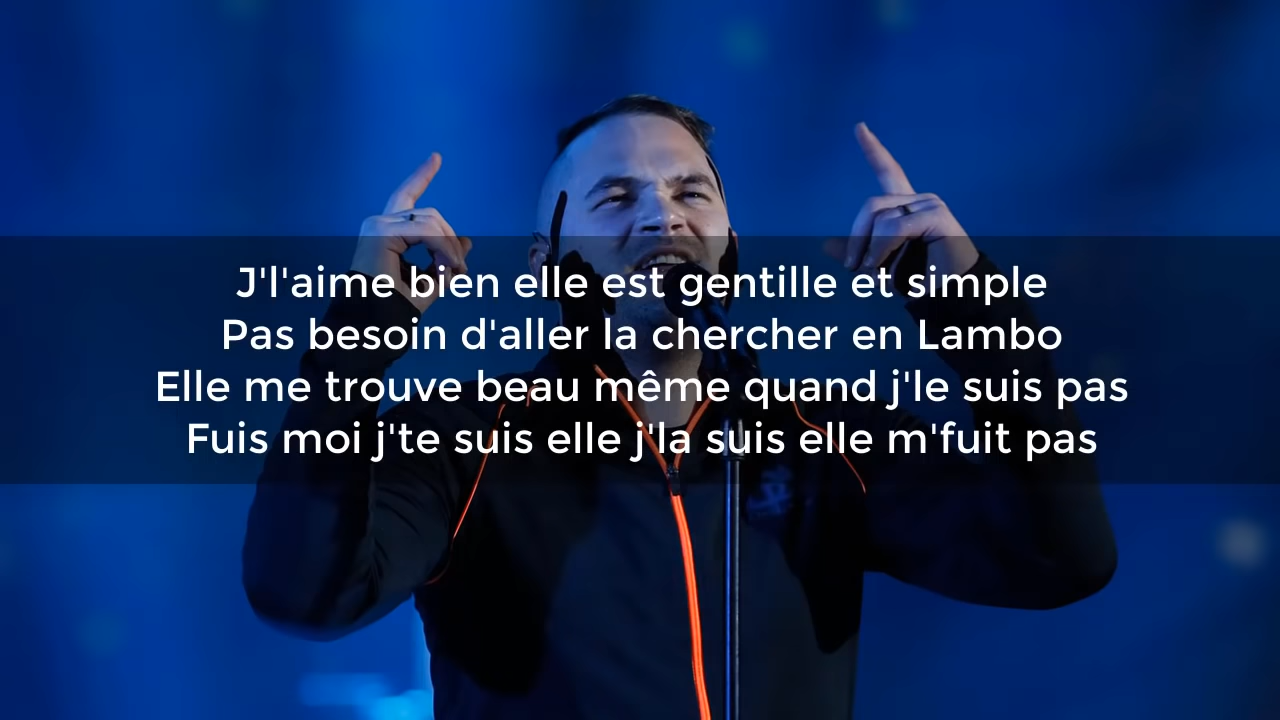 J'l'aime bien elle est gentille et simple
Pas besoin d'aller la chercher en Lambo
Elle me trouve beau même quand j'le suis pas
Fuis moi j'te suis elle j'la suis elle m'fuit pas